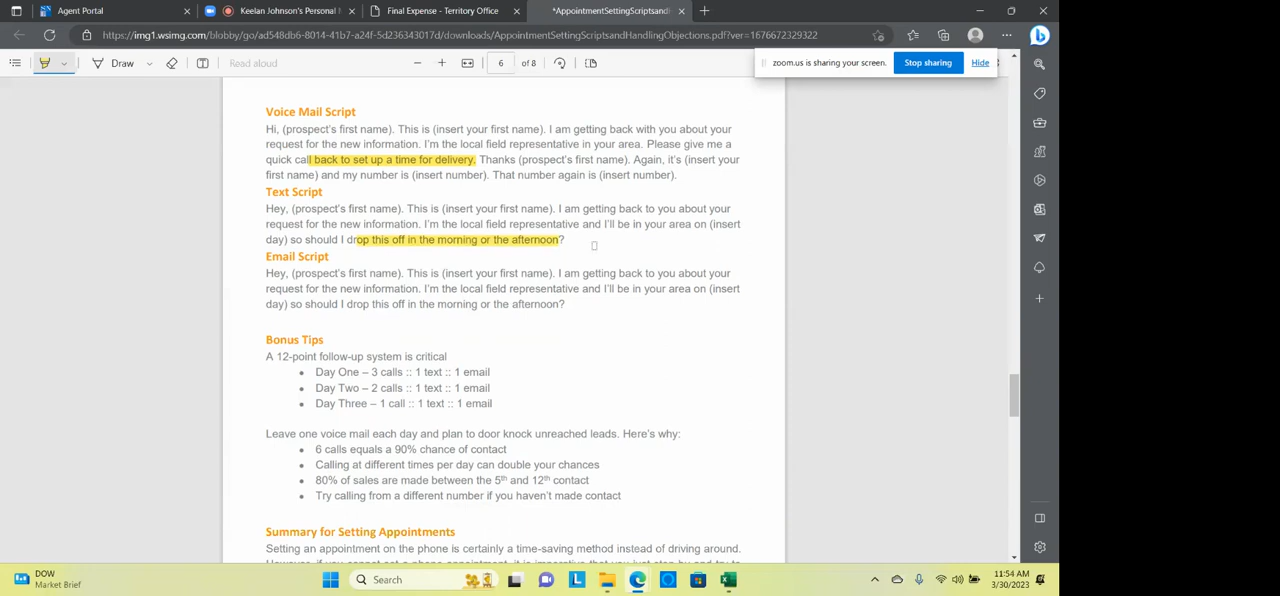 Agent Portal
Keelan Johnson's Personal M
Final Expense - Territory Office
*AppointmentSettingScriptsand
https://img1.wsimg.com/blobby/go/ad548db6-8014-41b7-a24f-5d236343017d/downloads/AppointmentSettingScriptsandHandlingObjections.pdf?ver=1676672329322
Draw
Read aloud
6 of 8
zoom.us is sharing your screen.
Stop sharing
Hide
Voice Mail Script
Hi, (prospect's first name). This is (insert your first name). I am getting back with you about your
request for the new information. I'm the local field representative in your area. Please give me a
quick call back to set up a time for delivery. Thanks (prospect's first name). Again, it's (insert your
first name) and my number is (insert number). That number again is (insert number).
Text Script
Hey, (prospect's first name). This is (insert your first name). I am getting back to you about your
request for the new information. I'm the local field representative and I'll be in your area on (insert
day) so should I drop this off in the morning or the afternoon?
Email Script
Hey, (prospect's first name). This is (insert your first name). I am getting back to you about your
request for the new information. I'm the local field representative and I'll be in your area on (insert
day) so should I drop this off in the morning or the afternoon?
Bonus Tips
A 12-point follow-up system is critical
• Day One – 3 calls :: 1 text :: 1 email
• Day Two – 2 calls :: 1 text :: 1 email
• Day Three – 1 call :: 1 text :: 1 email
Leave one voice mail each day and plan to door knock unreached leads. Here's why:
• 6 calls equals a 90% chance of contact
• Calling at different times per day can double your chances
• 80% of sales are made between the 5th and 12th contact
• Try calling from a different number if you haven't made contact
Summary for Setting Appointments
Setting an appointment on the phone is certainly a time-saving method instead of driving around.
DOW
Market Brief
Search
11:54 AM
3/30/2023